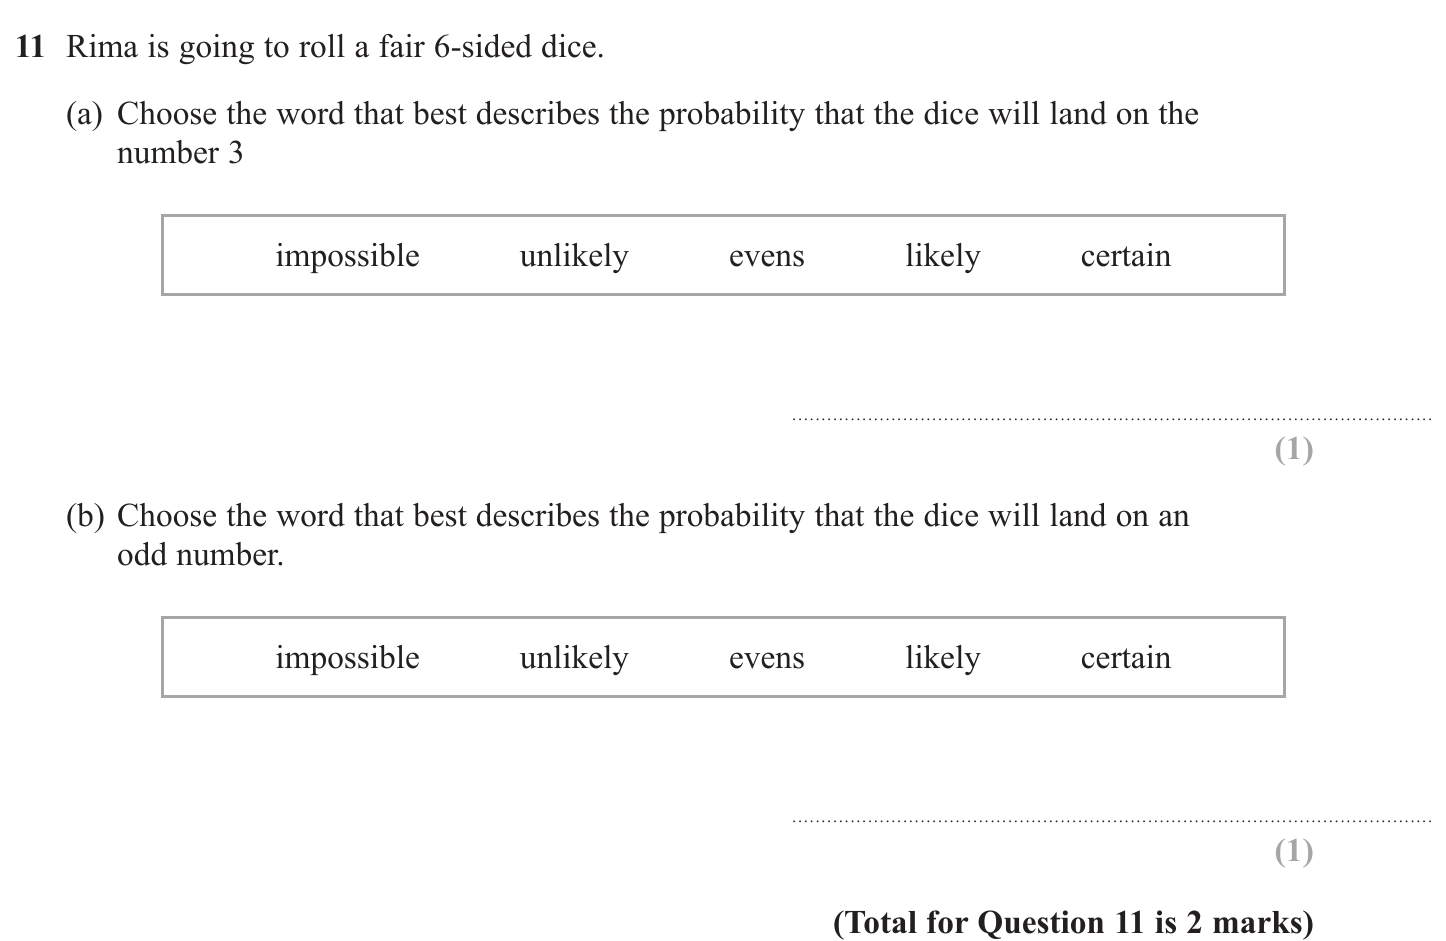 11 Rima is going to roll a fair 6-sided dice.
(a) Choose the word that best describes the probability that the dice will land on the
number 3
impossible unlikely evens likely certain
(1)
(b) Choose the word that best describes the probability that the dice will land on an
odd number.
impossible unlikely evens likely certain
(1)
(Total for Question 11 is 2 marks)